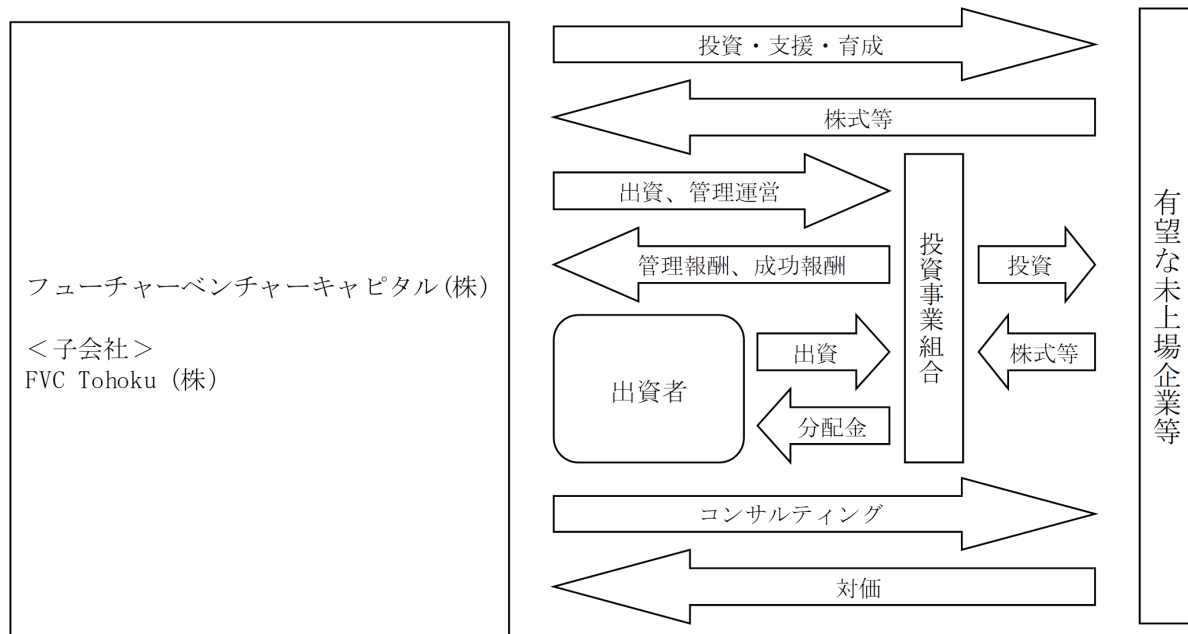 フューチャーベンチャーキャピタル(株)
<子会社>
FVC Tohoku (株)
投資・支援・育成
株式等
出資、管理運営
管理報酬、成功報酬
出資者
出資
分配金
投資事業組合
投資
株式等
コンサルティング
対価
有望な未上場企業等